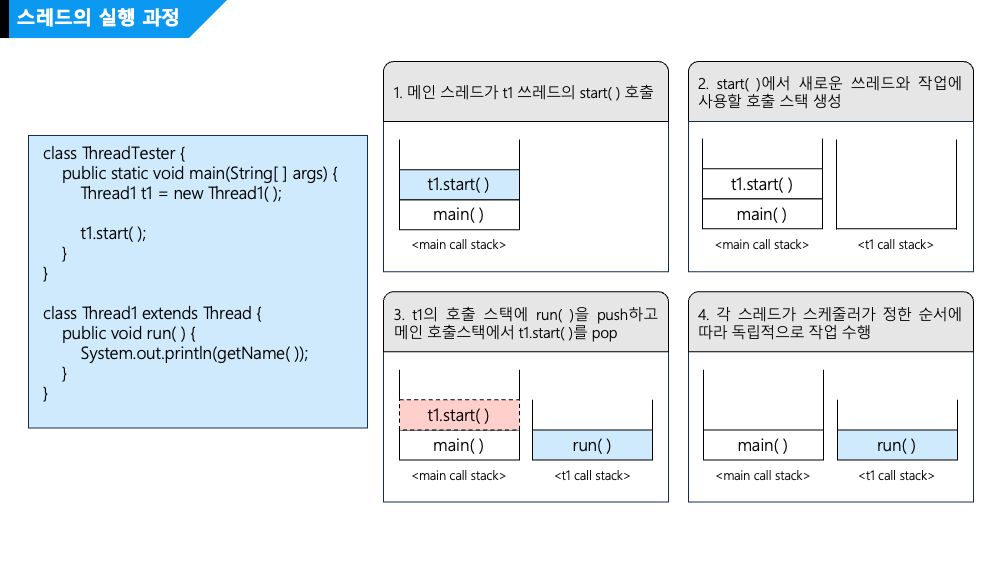 스레드의 실행 과정
class ThreadTester {
public static void main(String[ ] args) {
Thread1 t1 = new Thread1( );
t1.start( );
}
}
class Thread1 extends Thread {
public void run( ) {
System.out.println(getName( ));
}
}
1. 메인 스레드가 t1 쓰레드의 start( ) 호출
t1.start( )
main( )
<main call stack>
2. start( )에서 새로운 쓰레드와 작업에
사용할 호출 스택 생성
t1.start( )
main( )
<main call stack>
<t1 call stack>
3. t1의 호출 스택에 run( )을 push하고
메인 호출스택에서 t1.start( )를 pop
t1.start( )
main( )
run( )
<main call stack>
<t1 call stack>
4. 각 스레드가 스케줄러가 정한 순서에
따라 독립적으로 작업 수행
main( )
run( )
<main call stack>
<t1 call stack>